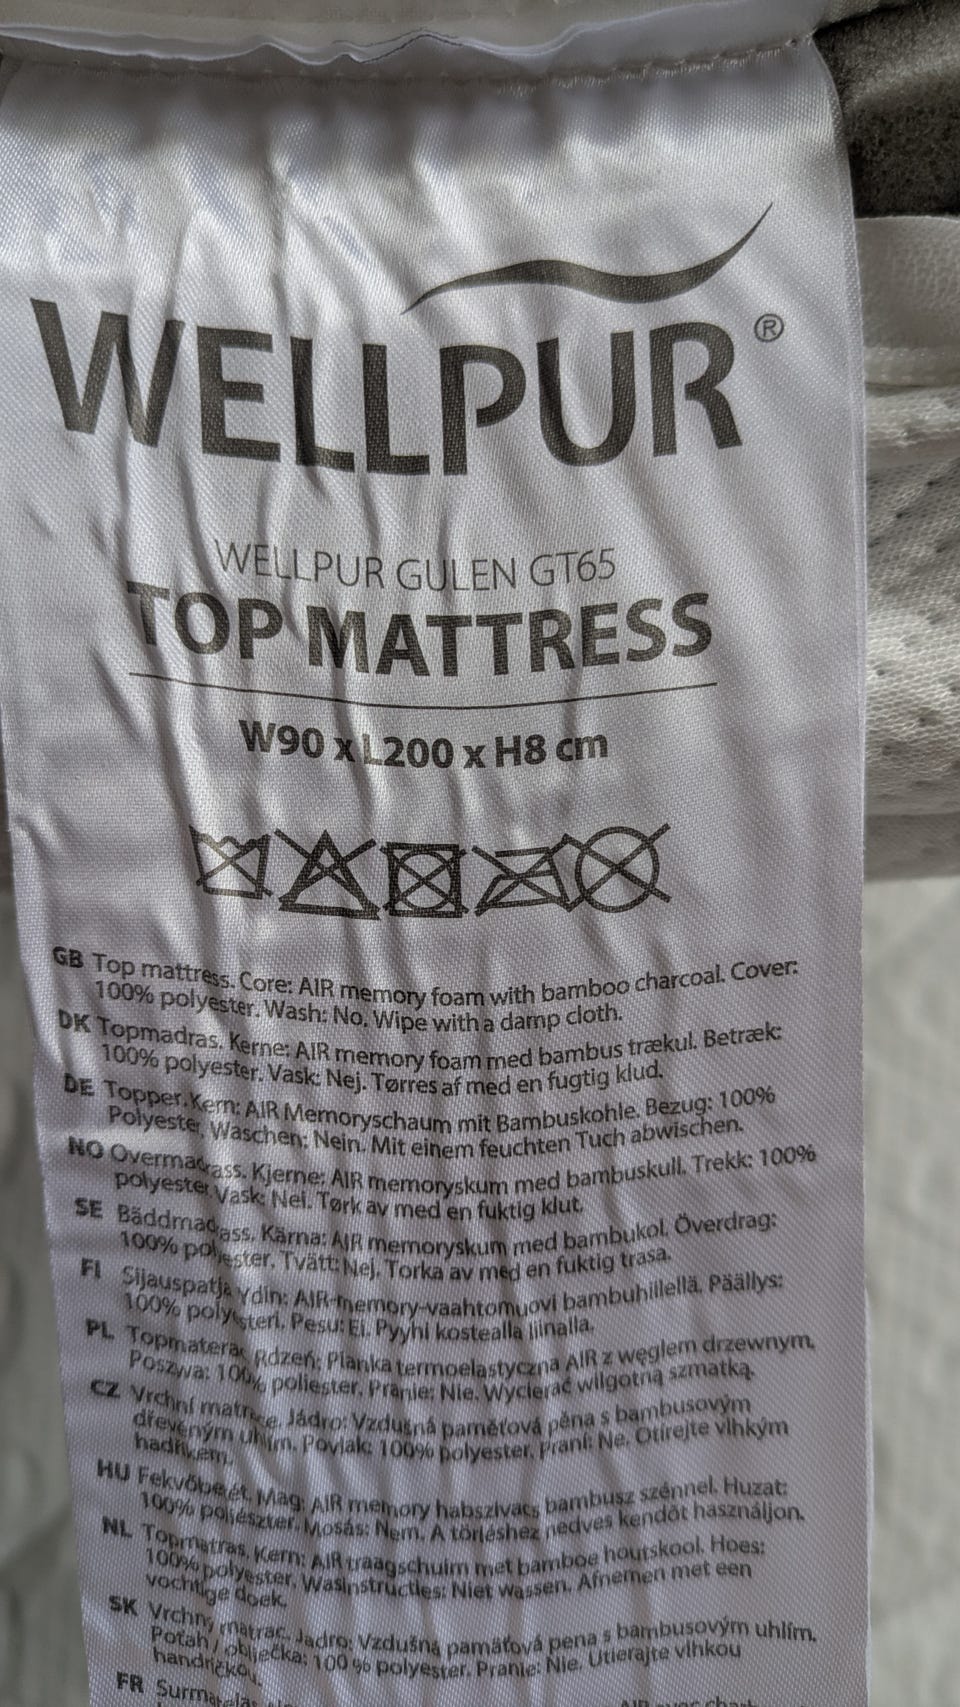 WELLPUR®
WELLPUR GULEN GT65
TOP MATTRESS
W90 x L200 x H8 cm
GB Top mattress. Core: AIR memory foam with bamboo charcoal. Cover:
100% polyester. Wash: No. Wipe with a damp cloth.
DK Topmadras. Kerne: AIR memory foam med bambus trækul. Betræk:
100% polyester. Vask: Nej. Tørres af med en fugtig klud.
DE Topper. Kern: AIR Memoryschaum mit Bambuskohle. Bezug: 100%
Polyester. Waschen: Nein. Mit einem feuchten Tuch abwischen.
NO Overmadrass. Kjerne: AIR memoryskum med bambuskull. Trekk: 100%
polyester. Vask: Nei. Tørk av med en fuktig klut.
SE Bäddmadrass. Kärna: AIR memoryskum med bambukol. Överdrag:
100% polyester. Tvätt: Nej. Torka av med en fuktig trasa.
FI Sijauspatja Ydin: AIR-memory-vaahtomuovi bambuhiilellä. Päällys:
100% polyesteri. Pesu: Ei. Pyyhi kostealla liinalla.
PL Topmaterac Rdzeń: Pianka termoelastyczna AIR z węglem drzewnym.
Poszwa: 100% poliester. Pranie: Nie. Wycierać wilgotną szmatką.
CZ Vrchní matrace. Jádro: Vzdušná paměťová pěna s bambusovým
dřevěným uhlím. Povlak: 100% polyester. Praní: Ne. Otírejte vlhkým
hadříkem.
HU Fekvőbetét. Mag: AIR memory habszivacs bambusz szénnel. Huzat:
100% poliészter. Mosás: Nem. A törléshez nedves kendőt használjon.
NL Topmatras. Kern: AIR traagschuim met bamboe houtskool. Hoes:
100% polyester. Wasinstructies: Niet wassen. Afnemen met een
vochtige doek.
SK Vrchný matrac. Jadro: Vzdušná pamäťová pena s bambusovým uhlím.
Poťah / obliečka: 100 % polyester. Pranie: Nie. Utierajte vlhkou
handričkou.
FR Surmatelas AIR avec